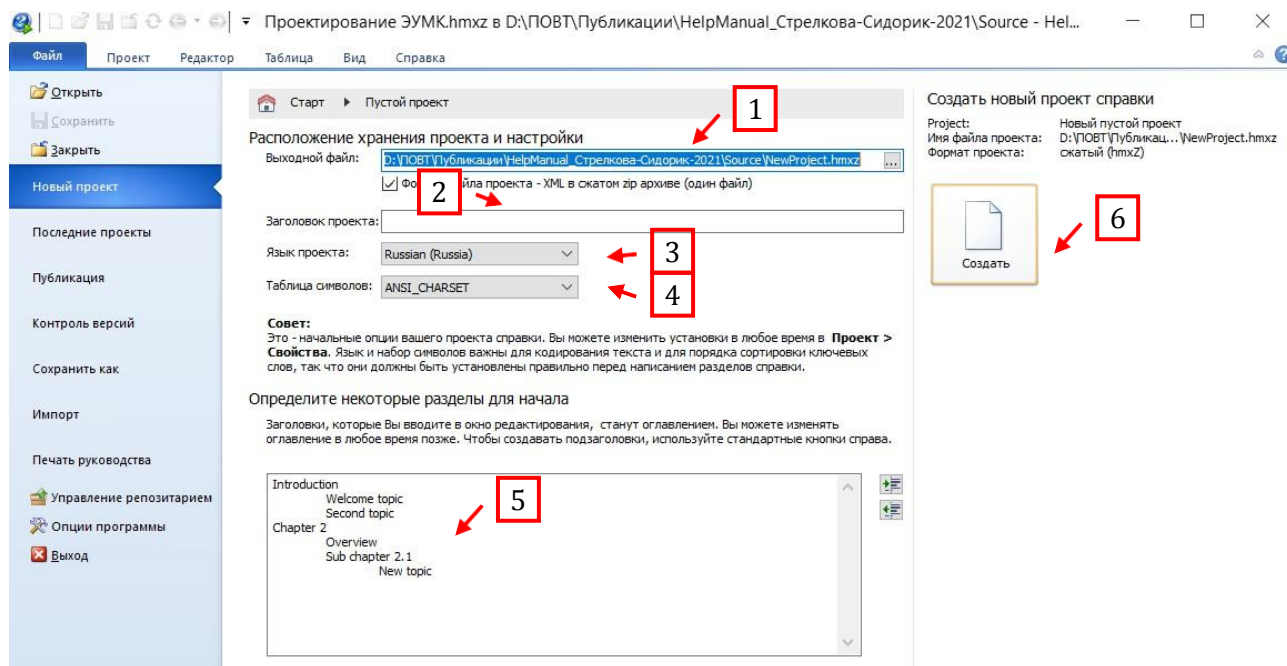 Проектирование ЭУМК.hmxz в D:\ПОВТ\Публикации\HelpManual_Стрелкова-Сидорик-2021\Source - Hel...
Файл Проект Редактор Таблица Вид Справка
Открыть
Сохранить
Закрыть
Новый проект
Последние проекты
Публикация
Контроль версий
Сохранить как
Импорт
Печать руководства
Управление репозитарием
Опции программы
Выход
Старт Пустой проект
1
Расположение хранения проекта и настройки
Выходной файл: D:\ПОВТ\Публикации\HelpManual_Стрелкова-Сидорик-2021\Source\NewProject.hmxz ...
2
йла проекта - XML в сжатом zip архиве (один файл)
Заголовок проекта:
Язык проекта: Russian (Russia) 3
Таблица символов: ANSI_CHARSET 4
Совет:
Это - начальные опции вашего проекта справки. Вы можете изменить установки в любое время в Проект >
Свойства. Язык и набор символов важны для кодирования текста и для порядка сортировки ключевых
слов, так что они должны быть установлены правильно перед написанием разделов справки.
Определите некоторые разделы для начала
Заголовки, которые Вы вводите в окно редактирования, станут оглавлением. Вы можете изменять
оглавление в любое время позже. Чтобы создавать подзаголовки, используйте стандартные кнопки справа.
Introduction
Welcome topic
Second topic
Chapter 2
Overview
Sub chapter 2.1
New topic
5
Создать новый проект справки
Project: Новый пустой проект
Имя файла проекта: D:\ПОВТ\Публикац...\NewProject.hmxz
Формат проекта: сжатый (hmxZ)
6
Создать